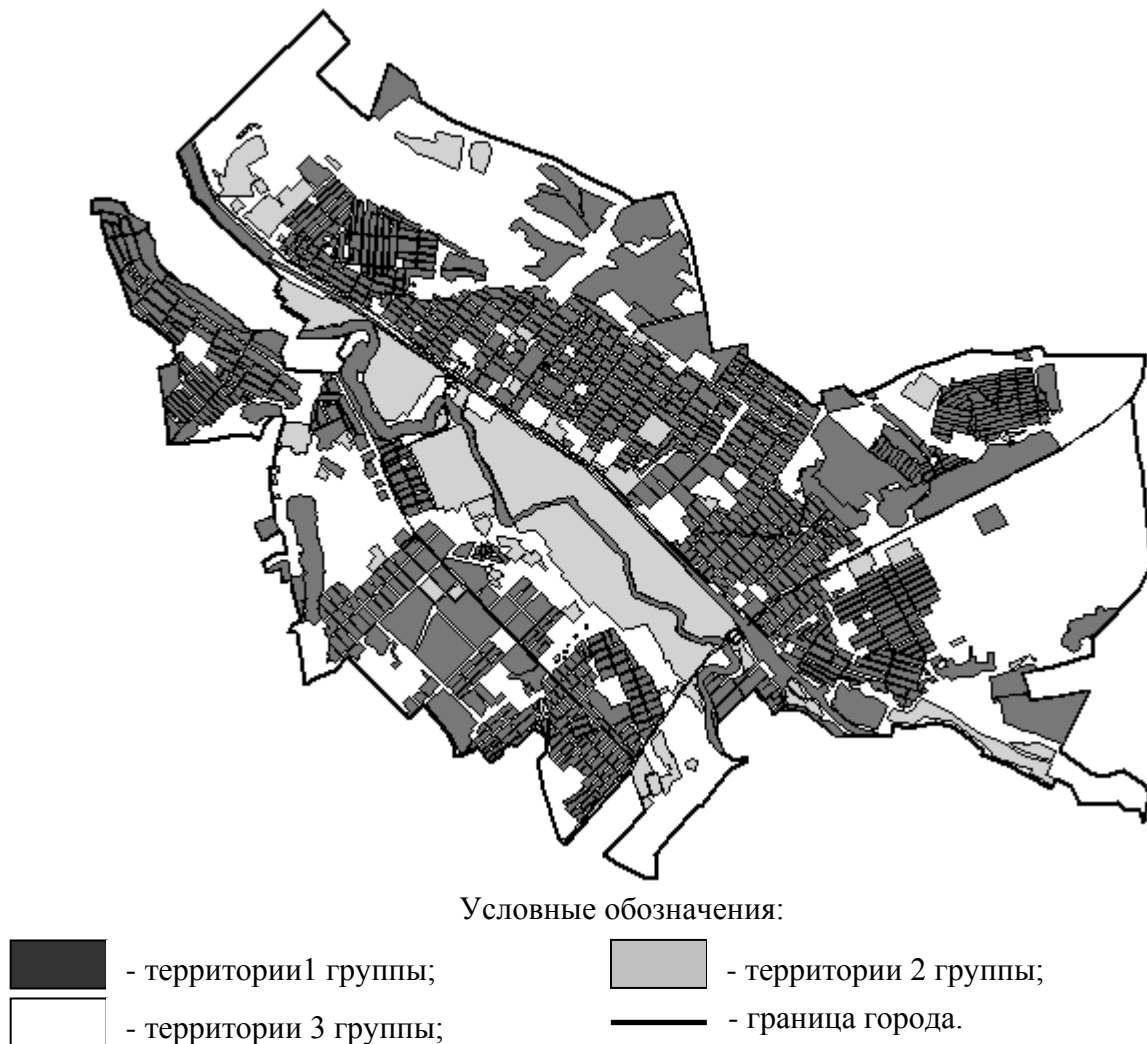 Условные обозначения:
- территории1 группы;
- территории 2 группы;
- территории 3 группы;
- граница города.